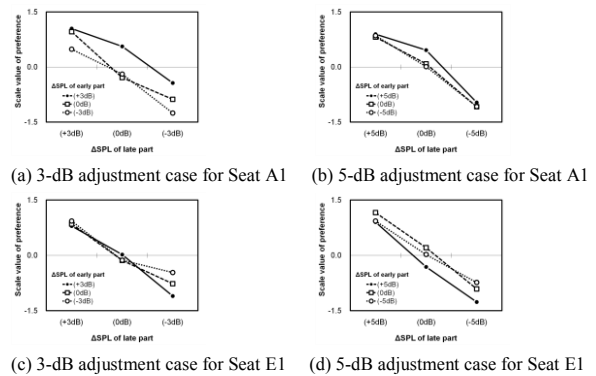 1.5
0.0
-1.5
Scale value of preference
ΔSPL of early part
(+3dB)
(0dB)
(-3dB)
(+3dB) (0dB) (-3dB)
ΔSPL of late part
1.5
0.0
-1.5
Scale value of preference
ΔSPL of early part
(+5dB)
(0dB)
(-5dB)
(+5dB) (0dB) (-5dB)
ΔSPL of late part
(a) 3-dB adjustment case for Seat A1
(b) 5-dB adjustment case for Seat A1
1.5
0.0
-1.5
Scale value of preference
ΔSPL of early part
(+3dB)
(0dB)
(-3dB)
(+3dB) (0dB) (-3dB)
ΔSPL of late part
1.5
0.0
-1.5
Scale value of preference
ΔSPL of early part
(+5dB)
(0dB)
(-5dB)
(+5dB) (0dB) (-5dB)
ΔSPL of late part
(c) 3-dB adjustment case for Seat E1
(d) 5-dB adjustment case for Seat E1